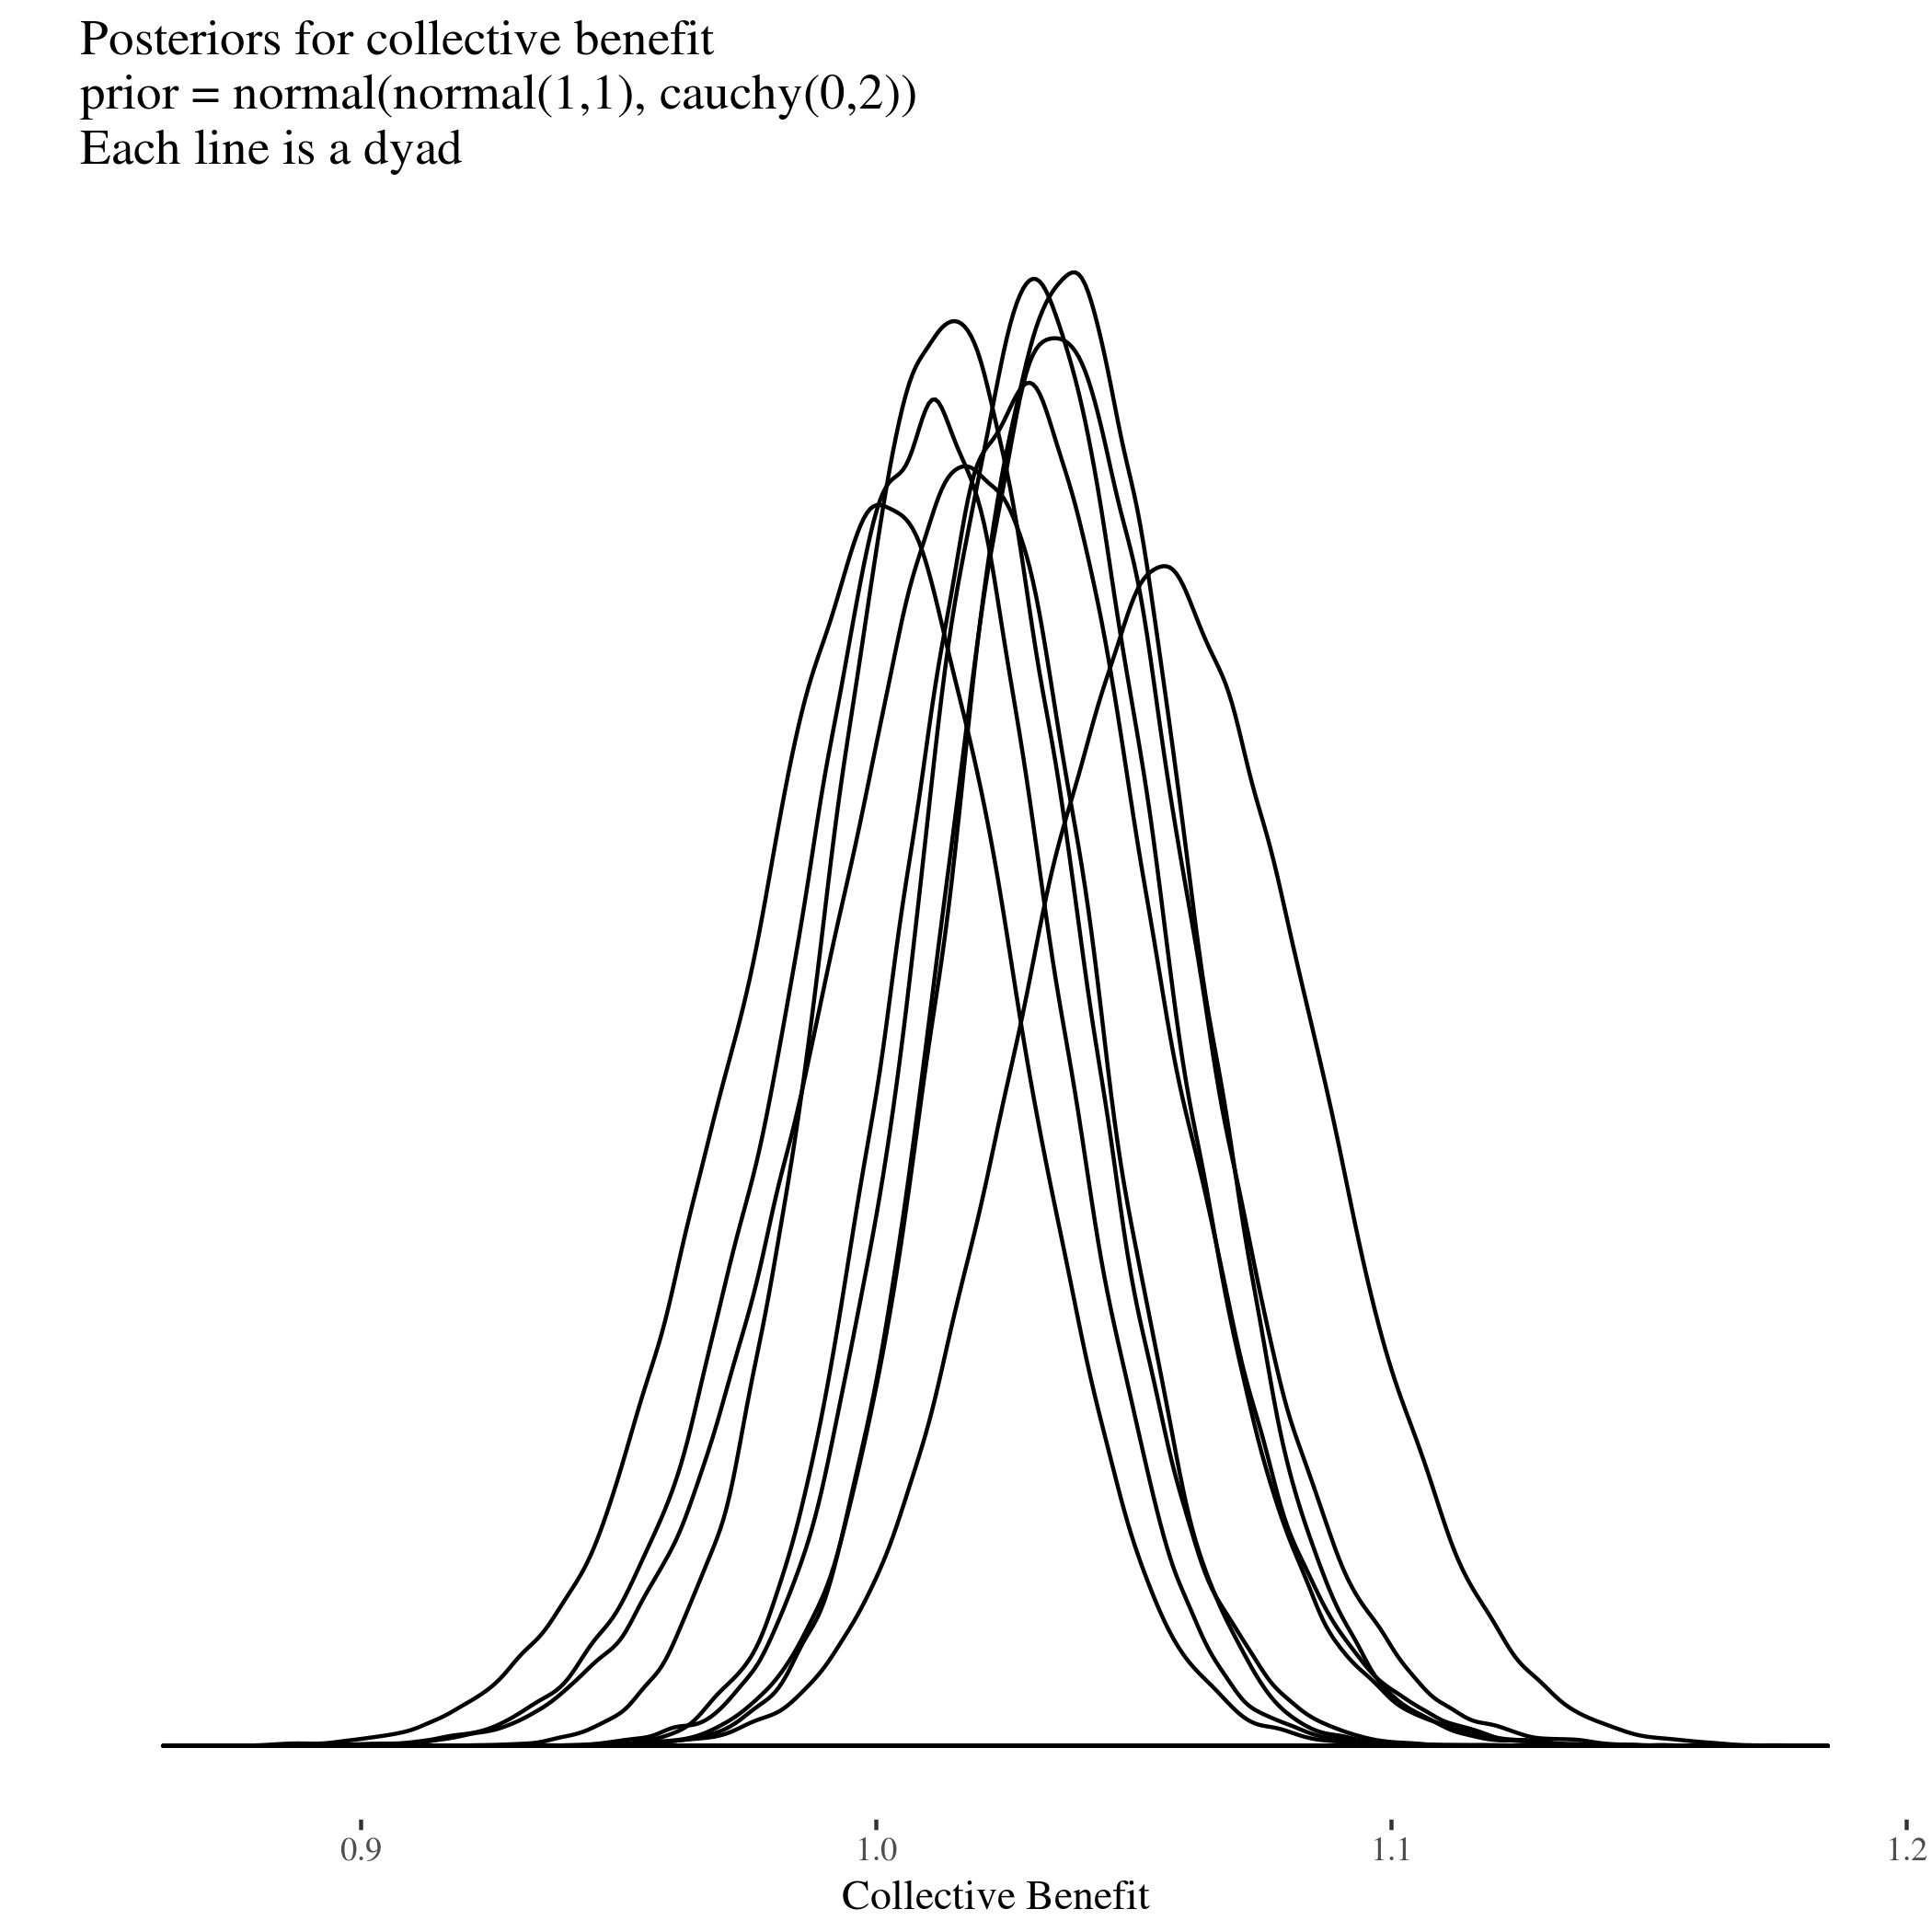 Posteriors for collective benefit
prior = normal(normal(1,1), cauchy(0,2))
Each line is a dyad
0.9 1.0 1.1 1.2
Collective Benefit